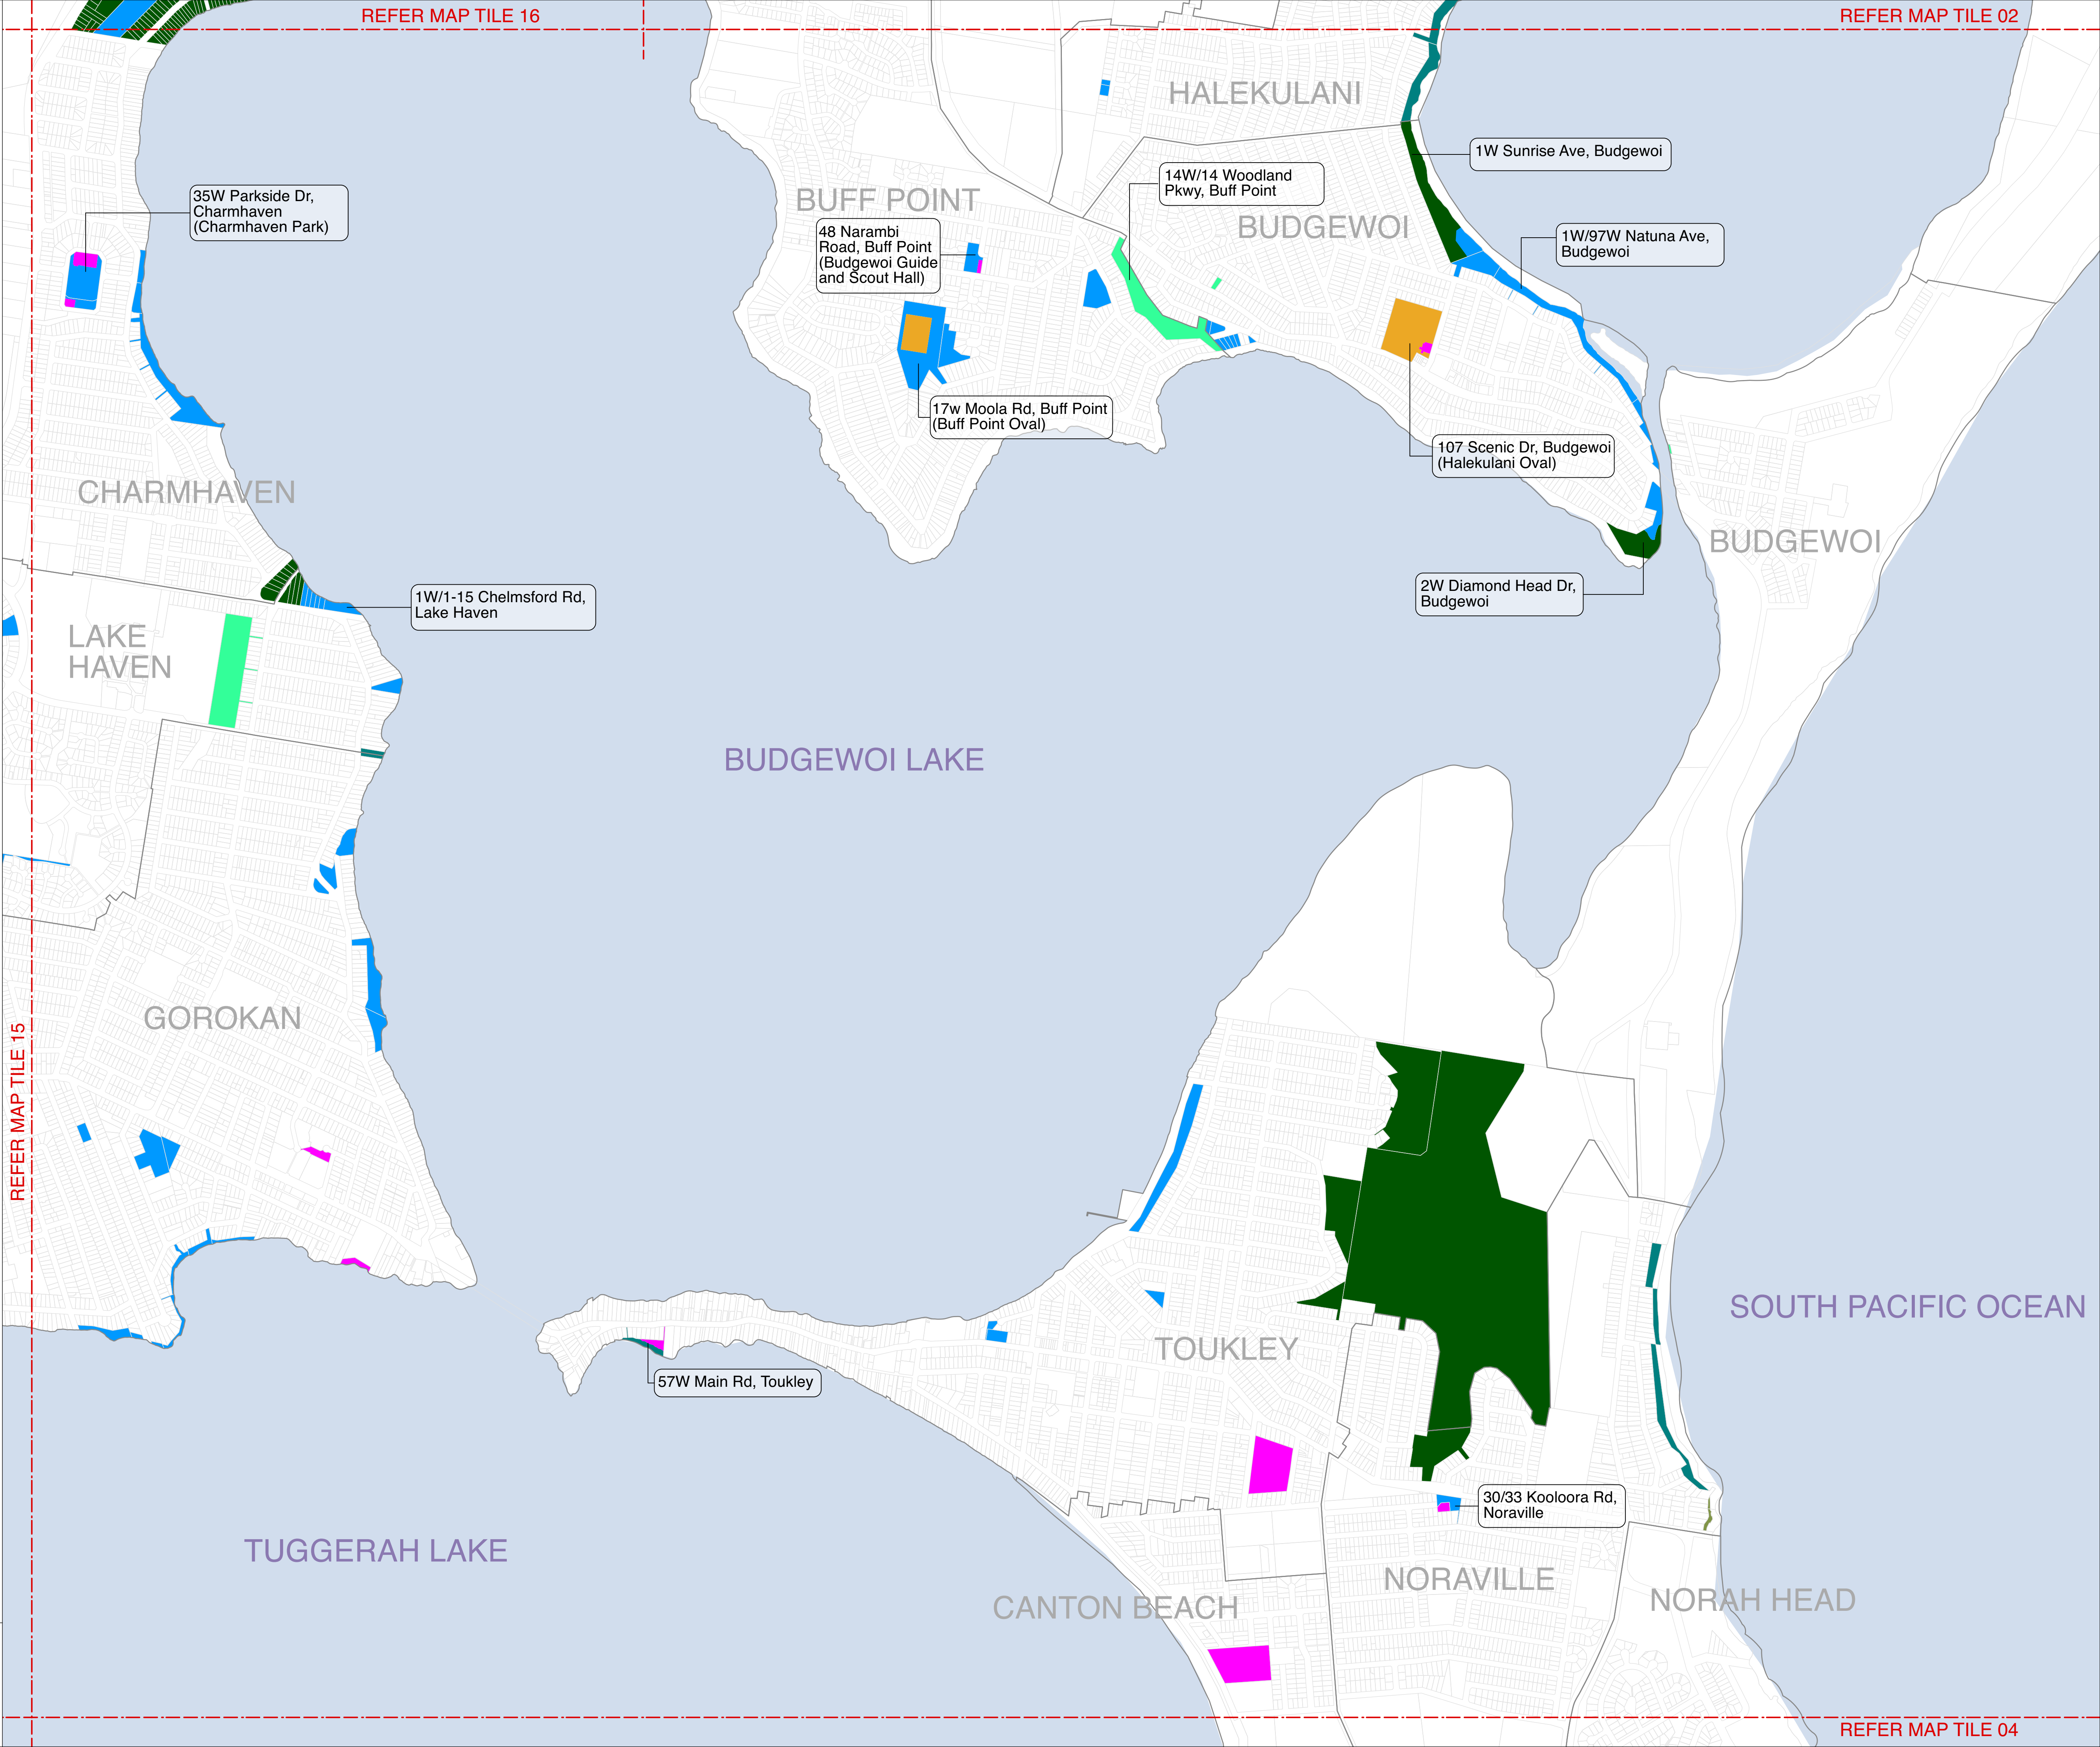 REFER MAP TILE 16
REFER MAP TILE 02
HALEKULANI
1W Sunrise Ave, Budgewoi
14W/14 Woodland
Pkwy, Buff Point
35W Parkside Dr,
Charmhaven
(Charmhaven Park)
BUFF POINT
BUDGEWOI
48 Narambi
Road, Buff Point
(Budgewoi Guide
and Scout Hall)
1W/97W Natuna Ave,
Budgewoi
17w Moola Rd, Buff Point
(Buff Point Oval)
107 Scenic Dr, Budgewoi
(Halekulani Oval)
CHARMHAVEN
BUDGEWOI
2W Diamond Head Dr,
Budgewoi
1W/1-15 Chelmsford Rd,
Lake Haven
LAKE
HAVEN
BUDGEWOI LAKE
GOROKAN
REFER MAP TILE 15
SOUTH PACIFIC OCEAN
TOUKLEY
57W Main Rd, Toukley
30/33 Kooloora Rd,
Noraville
TUGGERAH LAKE
NORAVILLE
NORAH HEAD
CANTON BEACH
REFER MAP TILE 04